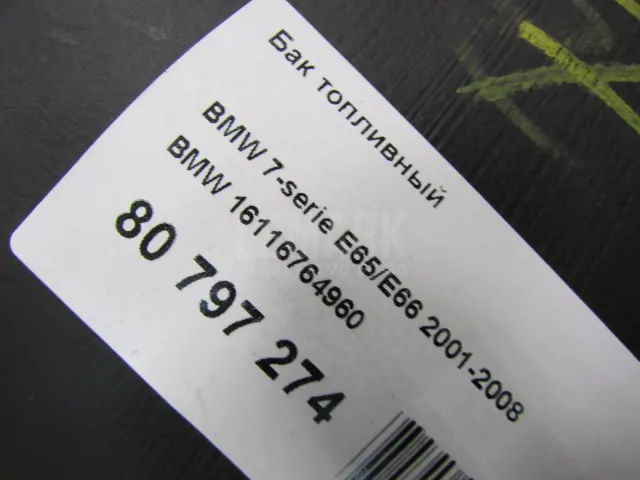 Бак топливный
BMW 7-serie E65/E66 2001-2008
BMW 16116764960
80 797 274